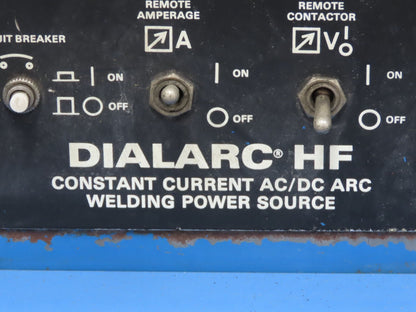 REMOTE AMPERAGE
REMOTE CONTACTOR
BREAKER
A
V
ON
ON
ON
OFF
OFF
OFF
DIALARC® HF
CONSTANT CURRENT AC/DC ARC
WELDING POWER SOURCE